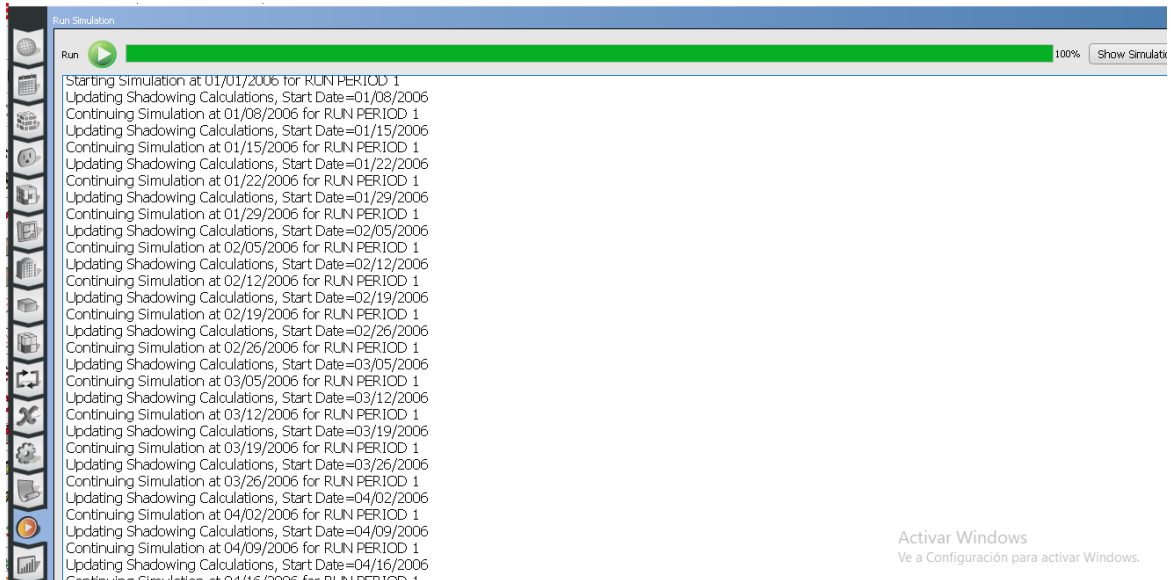 Run Simulation
Run
100%
Show Simulatio
Starting Simulation at 01/01/2006 for RUN PERIOD 1
Updating Shadowing Calculations, Start Date=01/08/2006
Continuing Simulation at 01/08/2006 for RUN PERIOD 1
Updating Shadowing Calculations, Start Date=01/15/2006
Continuing Simulation at 01/15/2006 for RUN PERIOD 1
Updating Shadowing Calculations, Start Date=01/22/2006
Continuing Simulation at 01/22/2006 for RUN PERIOD 1
Updating Shadowing Calculations, Start Date=01/29/2006
Continuing Simulation at 01/29/2006 for RUN PERIOD 1
Updating Shadowing Calculations, Start Date=02/05/2006
Continuing Simulation at 02/05/2006 for RUN PERIOD 1
Updating Shadowing Calculations, Start Date=02/12/2006
Continuing Simulation at 02/12/2006 for RUN PERIOD 1
Updating Shadowing Calculations, Start Date=02/19/2006
Continuing Simulation at 02/19/2006 for RUN PERIOD 1
Updating Shadowing Calculations, Start Date=02/26/2006
Continuing Simulation at 02/26/2006 for RUN PERIOD 1
Updating Shadowing Calculations, Start Date=03/05/2006
Continuing Simulation at 03/05/2006 for RUN PERIOD 1
Updating Shadowing Calculations, Start Date=03/12/2006
Continuing Simulation at 03/12/2006 for RUN PERIOD 1
Updating Shadowing Calculations, Start Date=03/19/2006
Continuing Simulation at 03/19/2006 for RUN PERIOD 1
Updating Shadowing Calculations, Start Date=03/26/2006
Continuing Simulation at 03/26/2006 for RUN PERIOD 1
Updating Shadowing Calculations, Start Date=04/02/2006
Continuing Simulation at 04/02/2006 for RUN PERIOD 1
Updating Shadowing Calculations, Start Date=04/09/2006
Continuing Simulation at 04/09/2006 for RUN PERIOD 1
Updating Shadowing Calculations, Start Date=04/16/2006
Continuing Simulation at 04/16/2006 for RUN PERIOD 1
Activar Windows
Ve a Configuración para activar Windows.